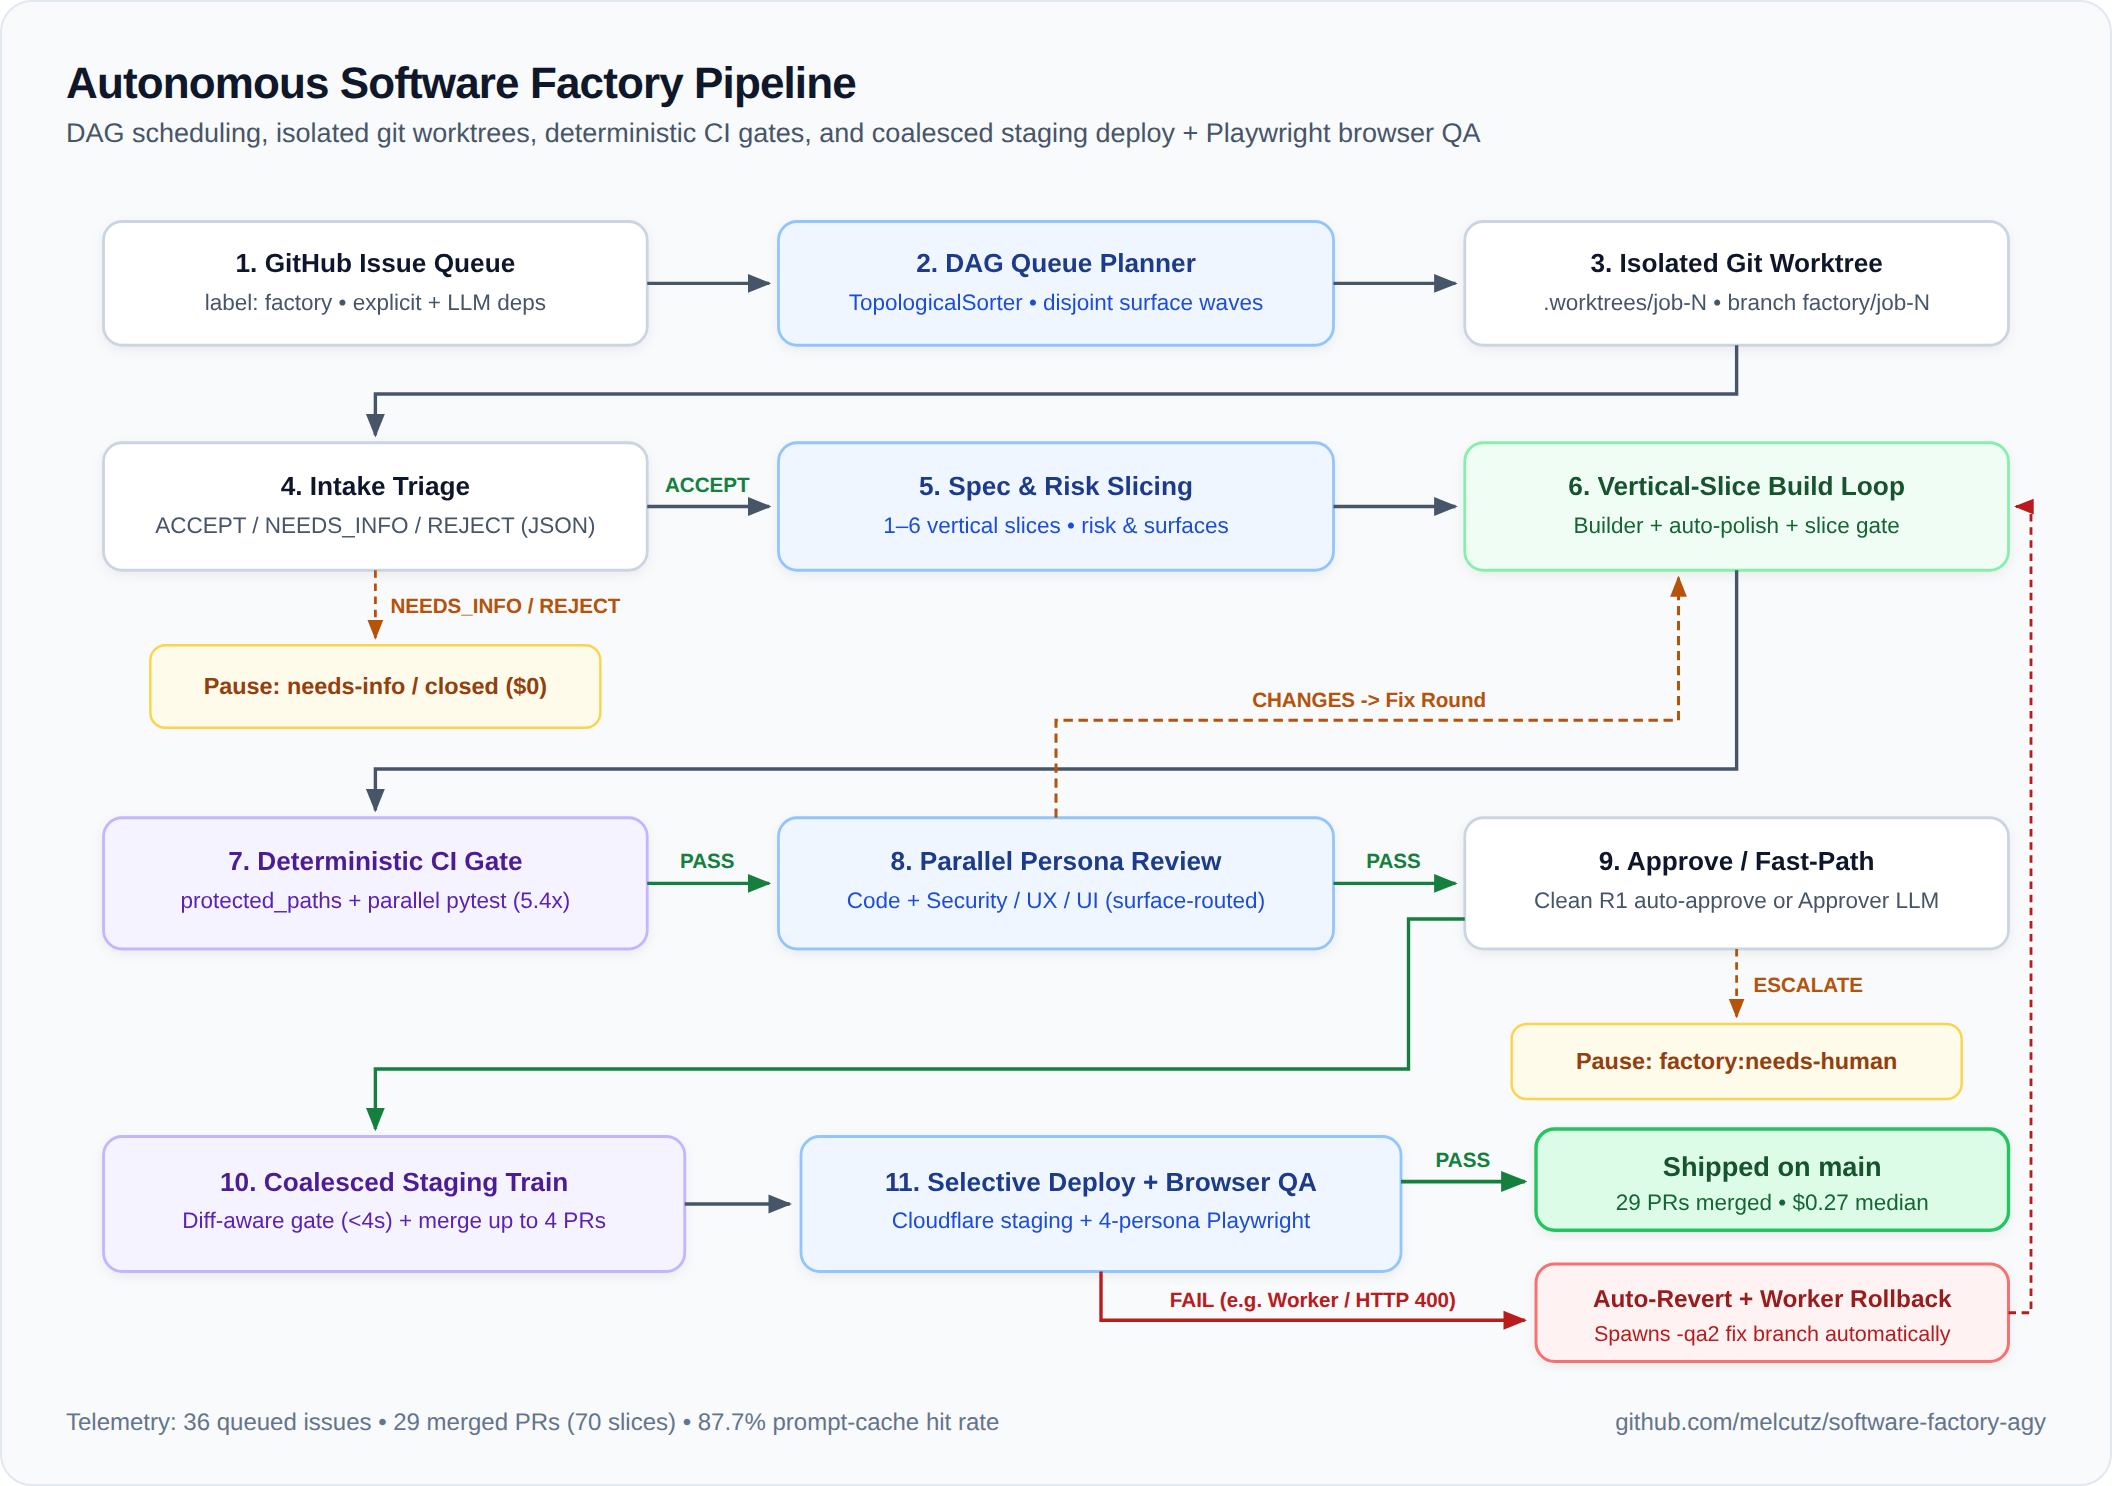 Autonomous Software Factory Pipeline
DAG scheduling, isolated git worktrees, deterministic CI gates, and coalesced staging deploy + Playwright browser QA
1. GitHub Issue Queue
label: factory • explicit + LLM deps
2. DAG Queue Planner
TopologicalSorter • disjoint surface waves
3. Isolated Git Worktree
.worktrees/job-N • branch factory/job-N
4. Intake Triage
ACCEPT / NEEDS_INFO / REJECT (JSON)
ACCEPT
5. Spec & Risk Slicing
1–6 vertical slices • risk & surfaces
6. Vertical-Slice Build Loop
Builder + auto-polish + slice gate
NEEDS_INFO / REJECT
Pause: needs-info / closed ($0)
CHANGES -> Fix Round
7. Deterministic CI Gate
protected_paths + parallel pytest (5.4x)
PASS
8. Parallel Persona Review
Code + Security / UX / UI (surface-routed)
PASS
9. Approve / Fast-Path
Clean R1 auto-approve or Approver LLM
ESCALATE
Pause: factory:needs-human
10. Coalesced Staging Train
Diff-aware gate (<4s) + merge up to 4 PRs
11. Selective Deploy + Browser QA
Cloudflare staging + 4-persona Playwright
PASS
Shipped on main
29 PRs merged • $0.27 median
FAIL (e.g. Worker / HTTP 400)
Auto-Revert + Worker Rollback
Spawns -qa2 fix branch automatically
Telemetry: 36 queued issues • 29 merged PRs (70 slices) • 87.7% prompt-cache hit rate
github.com/melcutz/software-factory-agy